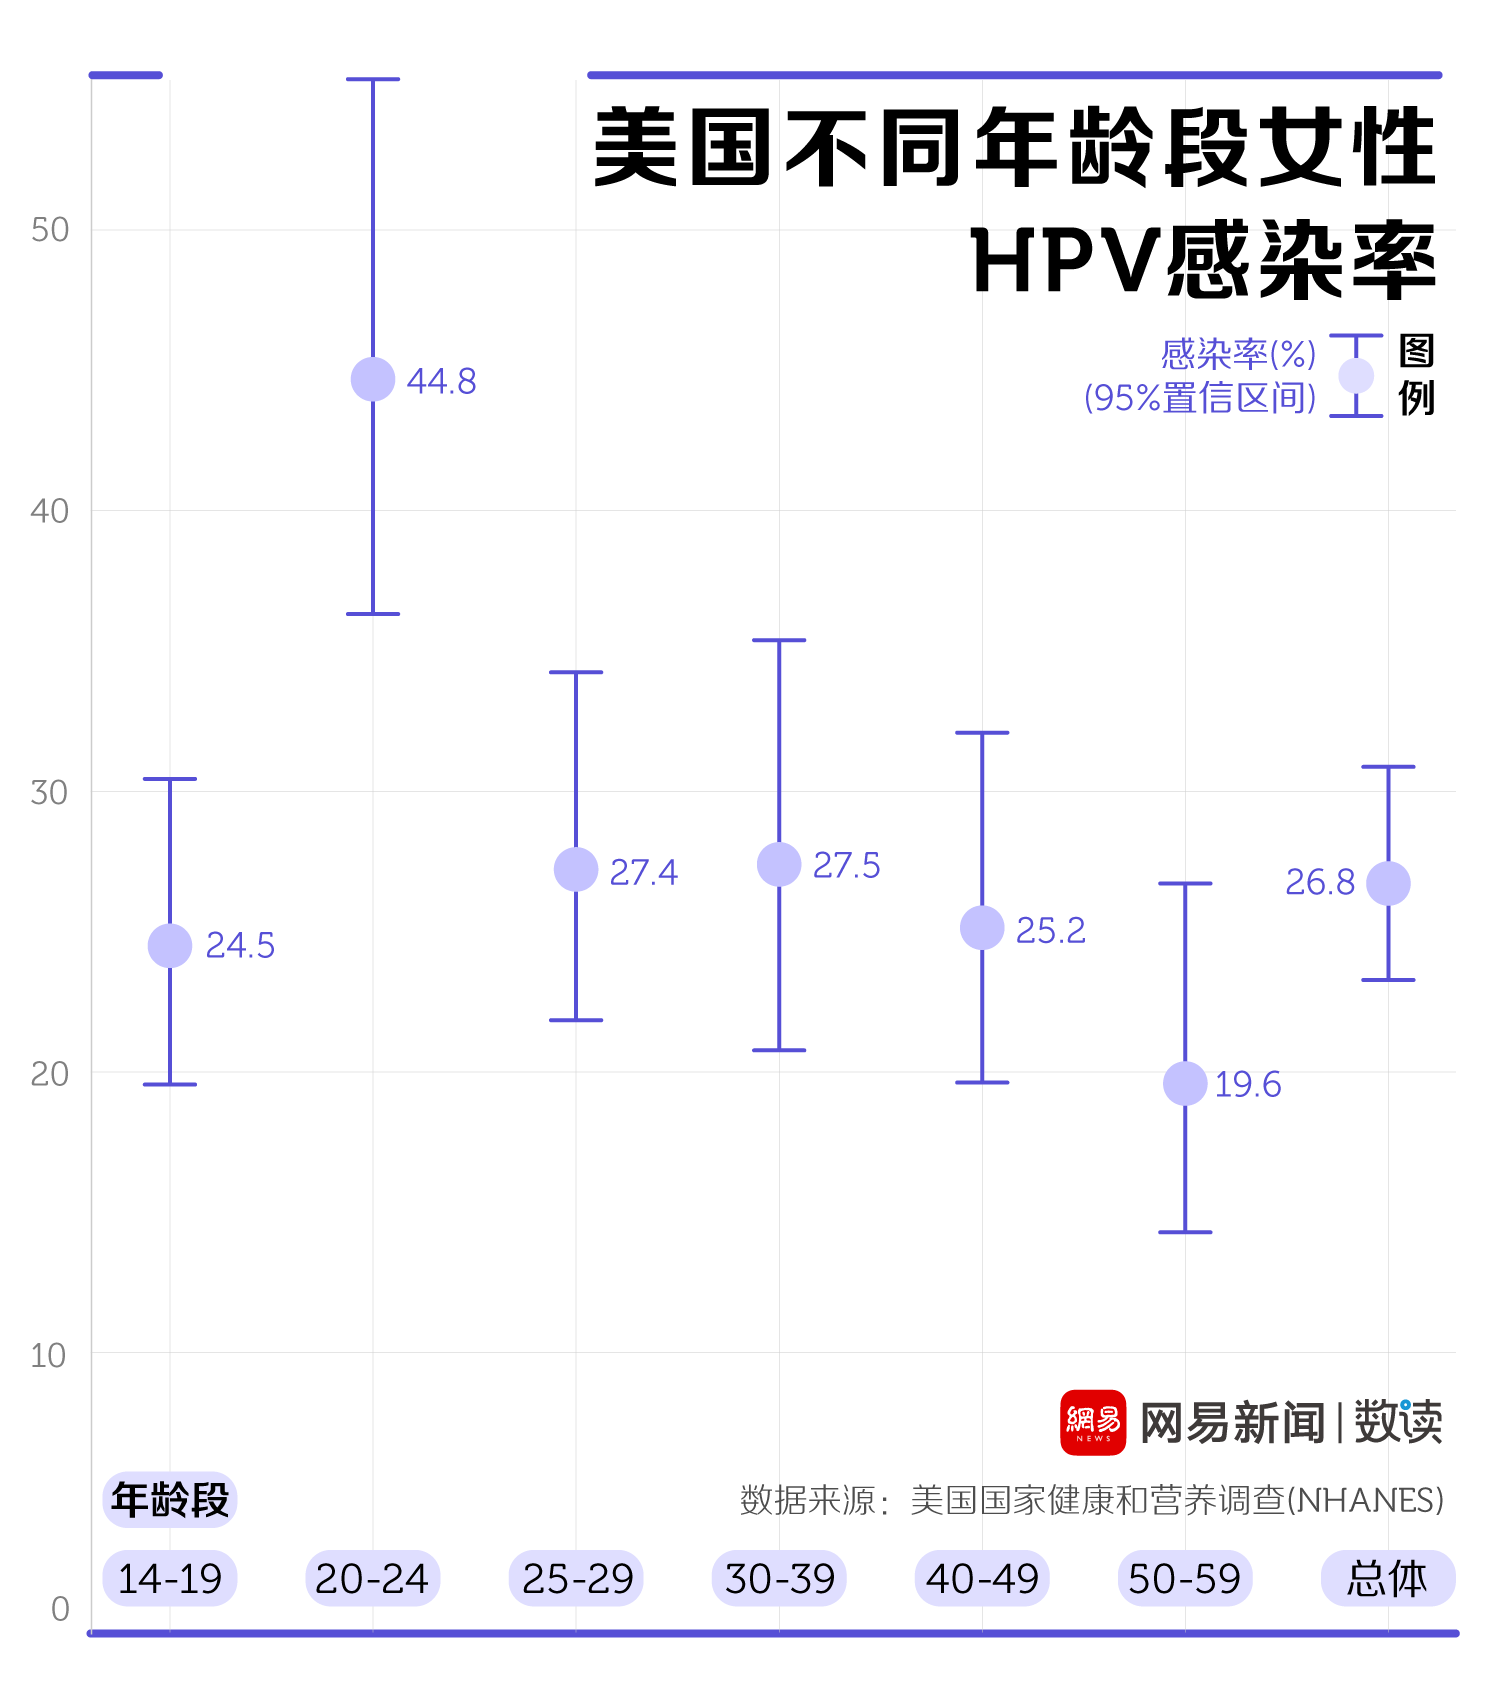 美国不同年龄段女性
HPV感染率
感染率(%)
(95%置信区间)
图
例
50
40
30
20
10
0
24.5
44.8
27.4
27.5
25.2
19.6
26.8
網易
NEWS
网易新闻|数读
数据来源：美国国家健康和营养调查(NHANES)
年龄段
14-19
20-24
25-29
30-39
40-49
50-59
总体